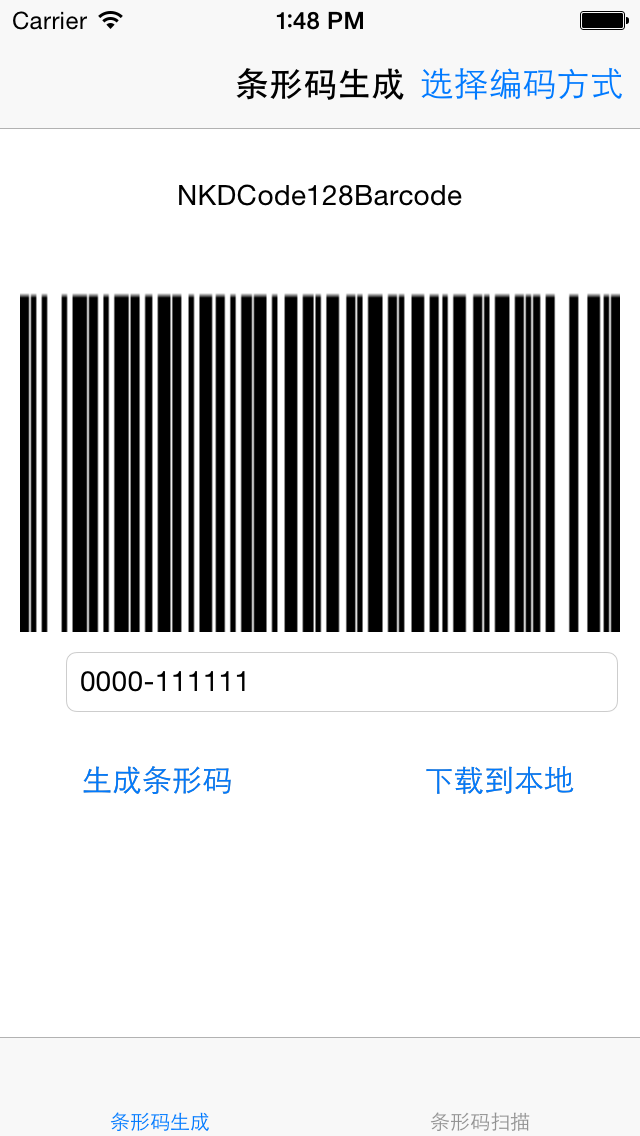 Carrier 1:48 PM
条形码生成 选择编码方式
NKDCode128Barcode
0000-111111
生成条形码 下载到本地
条形码生成 条形码扫描